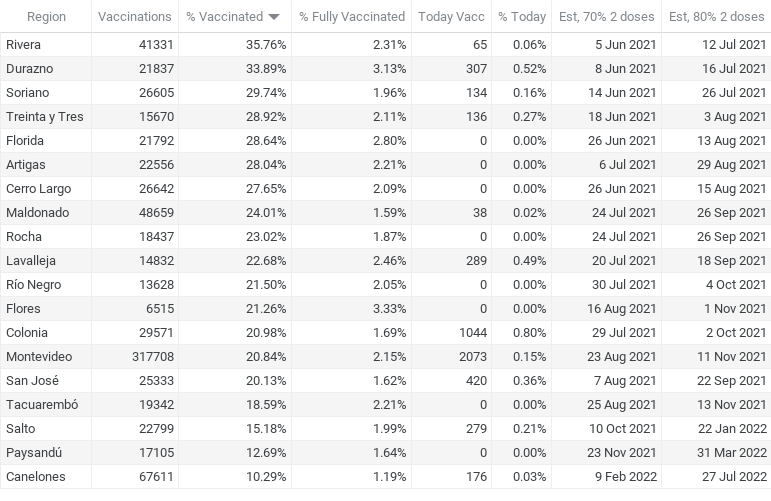 Region Vaccinations % Vaccinated % Fully Vaccinated Today Vacc % Today Est, 70% 2 doses Est, 80% 2 doses
Rivera 41331 35.76% 2.31% 65 0.06% 5 Jun 2021 12 Jul 2021
Durazno 21837 33.89% 3.13% 307 0.52% 8 Jun 2021 16 Jul 2021
Soriano 26605 29.74% 1.96% 134 0.16% 14 Jun 2021 26 Jul 2021
Treinta y Tres 15670 28.92% 2.11% 136 0.27% 18 Jun 2021 3 Aug 2021
Florida 21792 28.64% 2.80% 0 0.00% 26 Jun 2021 13 Aug 2021
Artigas 22556 28.04% 2.21% 0 0.00% 6 Jul 2021 29 Aug 2021
Cerro Largo 26642 27.65% 2.09% 0 0.00% 26 Jun 2021 15 Aug 2021
Maldonado 48659 24.01% 1.59% 38 0.02% 24 Jul 2021 26 Sep 2021
Rocha 18437 23.02% 1.87% 0 0.00% 24 Jul 2021 26 Sep 2021
Lavalleja 14832 22.68% 2.46% 289 0.49% 20 Jul 2021 18 Sep 2021
Río Negro 13628 21.50% 2.05% 0 0.00% 30 Jul 2021 4 Oct 2021
Flores 6515 21.26% 3.33% 0 0.00% 16 Aug 2021 1 Nov 2021
Colonia 29571 20.98% 1.69% 1044 0.80% 29 Jul 2021 2 Oct 2021
Montevideo 317708 20.84% 2.15% 2073 0.15% 23 Aug 2021 11 Nov 2021
San José 25333 20.13% 1.62% 420 0.36% 7 Aug 2021 22 Sep 2021
Tacuarembó 19342 18.59% 2.21% 0 0.00% 25 Aug 2021 13 Nov 2021
Salto 22799 15.18% 1.99% 279 0.21% 10 Oct 2021 22 Jan 2022
Paysandú 17105 12.69% 1.64% 0 0.00% 23 Nov 2021 31 Mar 2022
Canelones 67611 10.29% 1.19% 176 0.03% 9 Feb 2022 27 Jul 2022